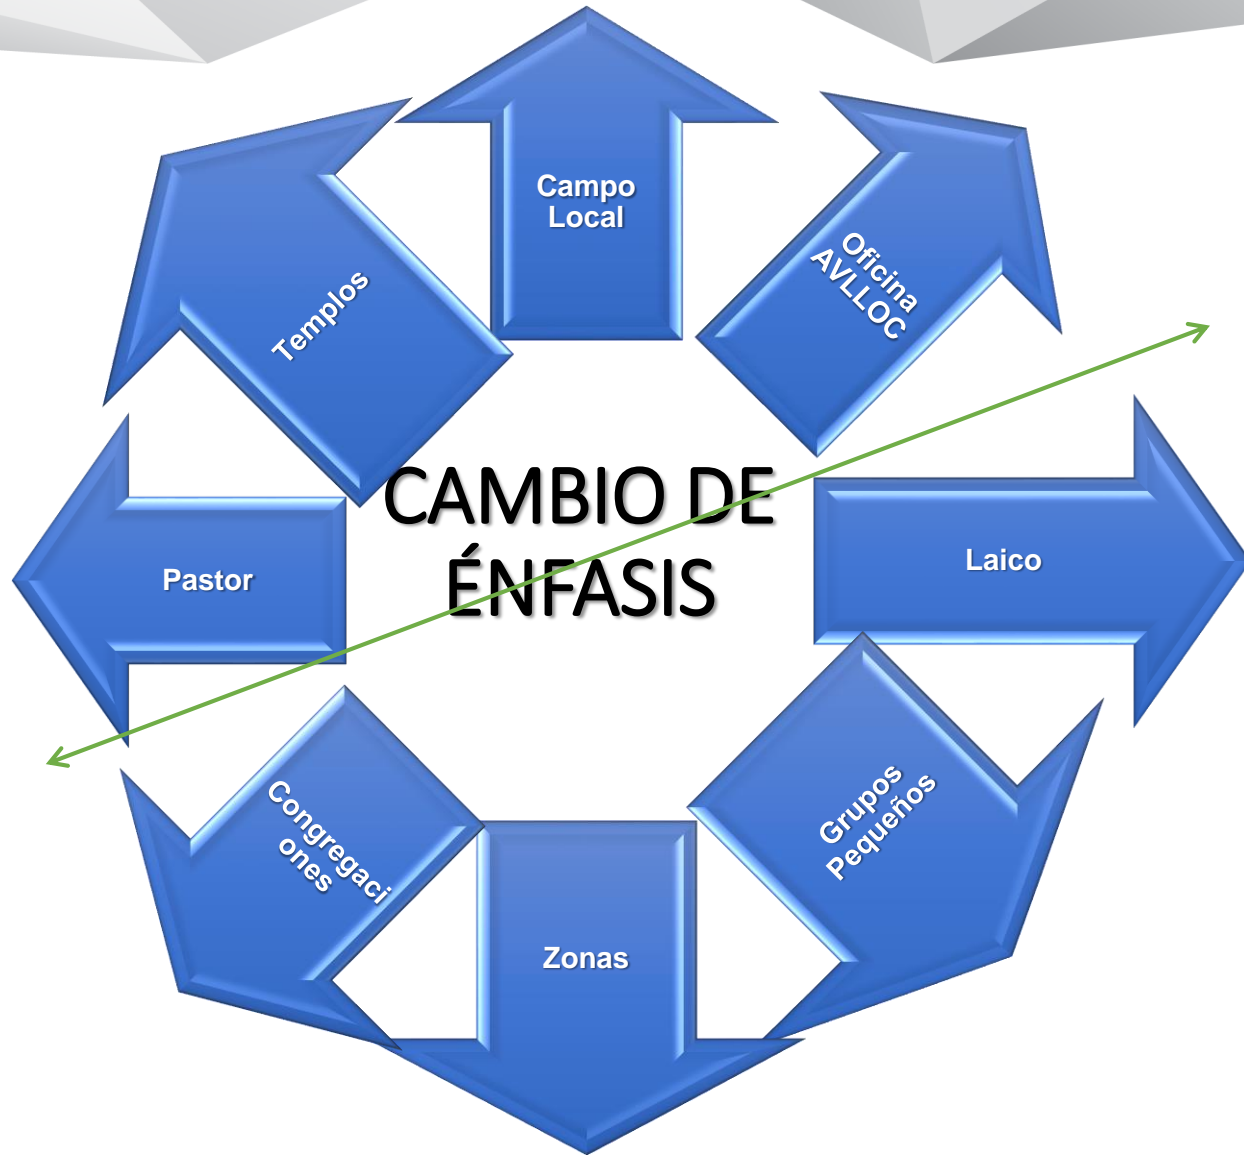 Campo
Local
Oficina
AVLLOC
Templos
CAMBIO DE
ÉNFASIS
Pastor
Laico
Congregaci
ones
Grupos
Pequeños
Zonas